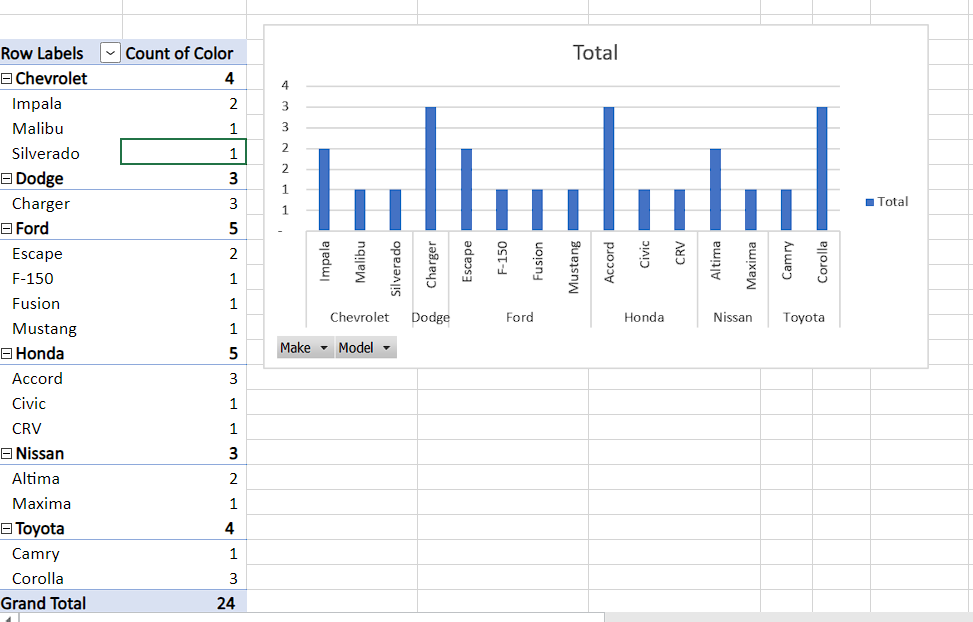 Row Labels Count of Color
Chevrolet 4
Impala 2
Malibu 1
Silverado 1
Dodge 3
Charger 3
Ford 5
Escape 2
F-150 1
Fusion 1
Mustang 1
Honda 5
Accord 3
Civic 1
CRV 1
Nissan 3
Altima 2
Maxima 1
Toyota 4
Camry 1
Corolla 3
Grand Total 24
Total
4
3
3
2
2
1
1
-
Impala Malibu Silverado Charger Escape F-150 Fusion Mustang Accord Civic CRV Altima Maxima Camry Corolla
Chevrolet Dodge Ford Honda Nissan Toyota
Total
Make Model